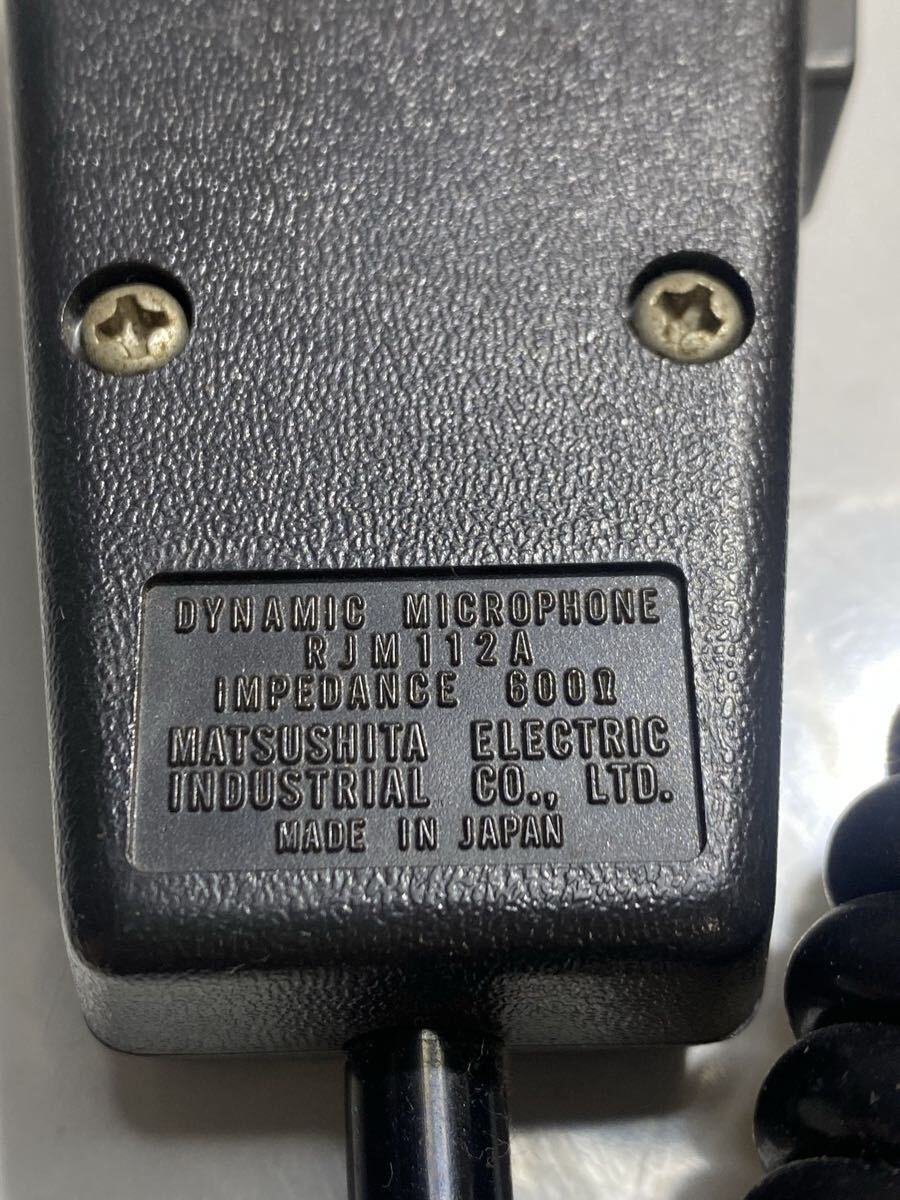 DYNAMIC MICROPHONE
RJM112A
IMPEDANCE 600Ω
MATSUSHITA ELECTRIC
INDUSTRIAL CO., LTD.
MADE IN JAPAN